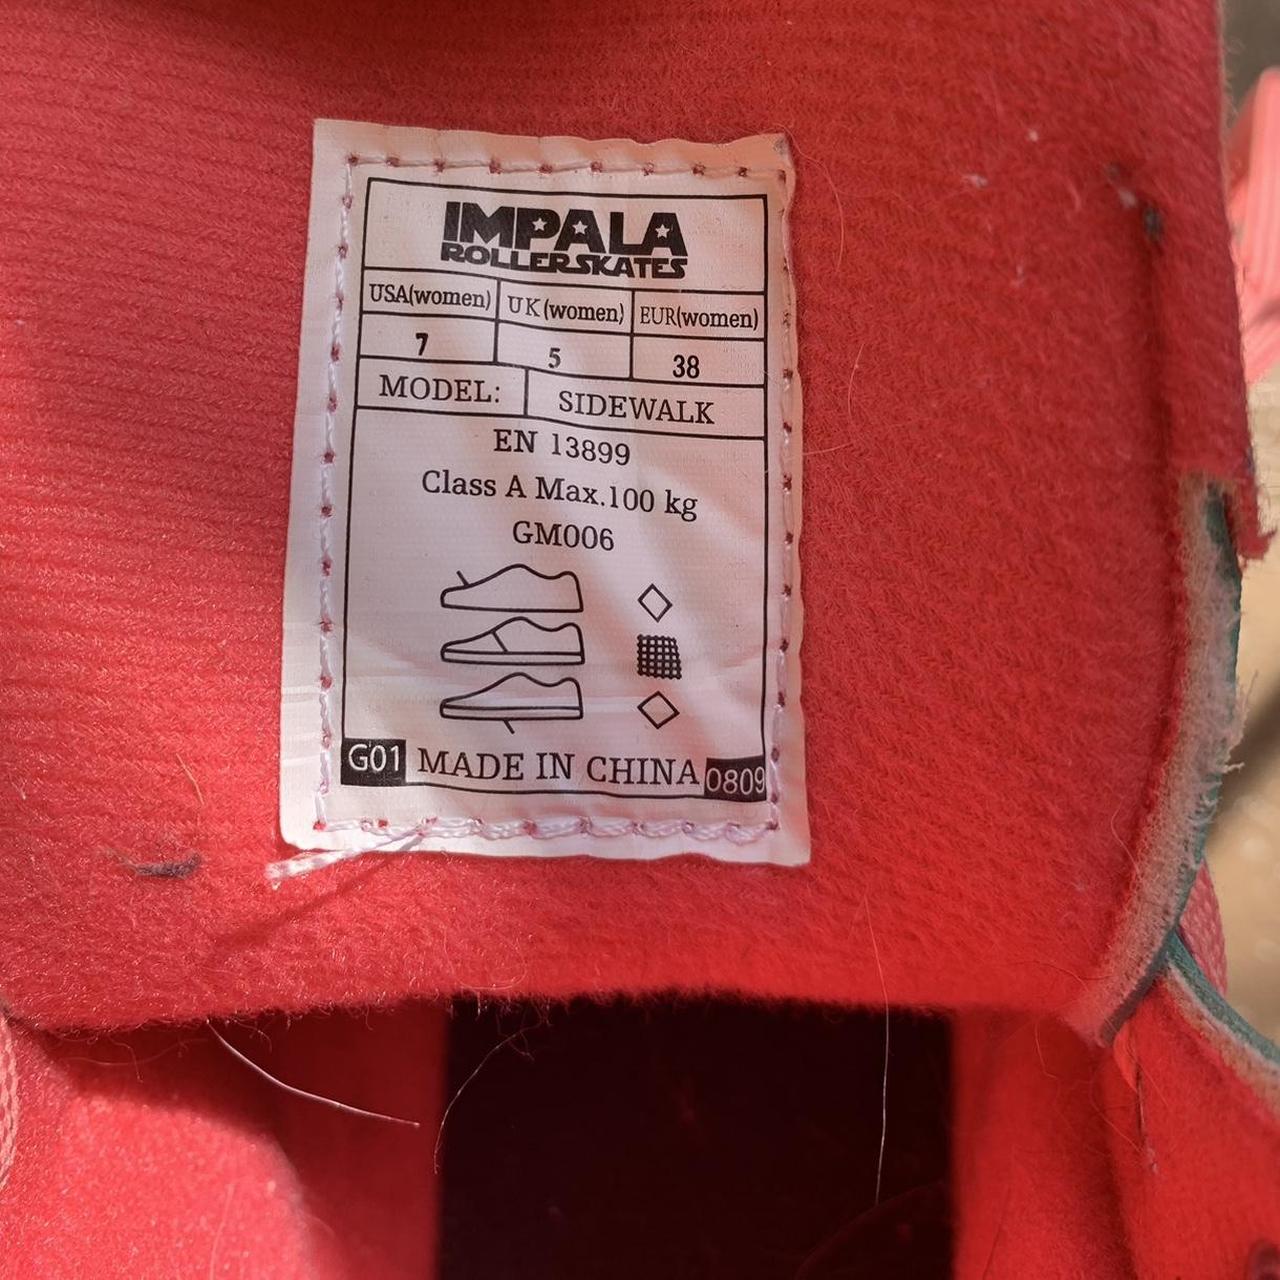 IMPALA
ROLLERSKATES
USA(women) UK(women) EUR(women)
7 5 38
MODEL: SIDEWALK
EN 13899
Class A Max.100 kg
GM006
G01 MADE IN CHINA 0809